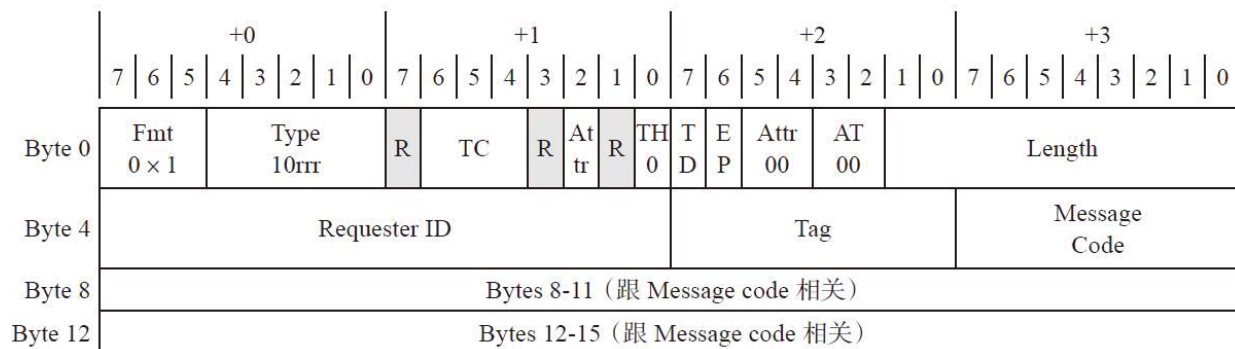 +0 +1 +2 +3
7 6 5 4 3 2 1 0 7 6 5 4 3 2 1 0 7 6 5 4 3 2 1 0 7 6 5 4 3 2 1 0
Byte 0 Fmt 0 × 1 Type 10rrr R TC R At tr R TH 0 T D E P Attr 00 AT 00 Length
Byte 4 Requester ID Tag Message Code
Byte 8 Bytes 8-11（跟 Message code 相关）
Byte 12 Bytes 12-15（跟 Message code 相关）